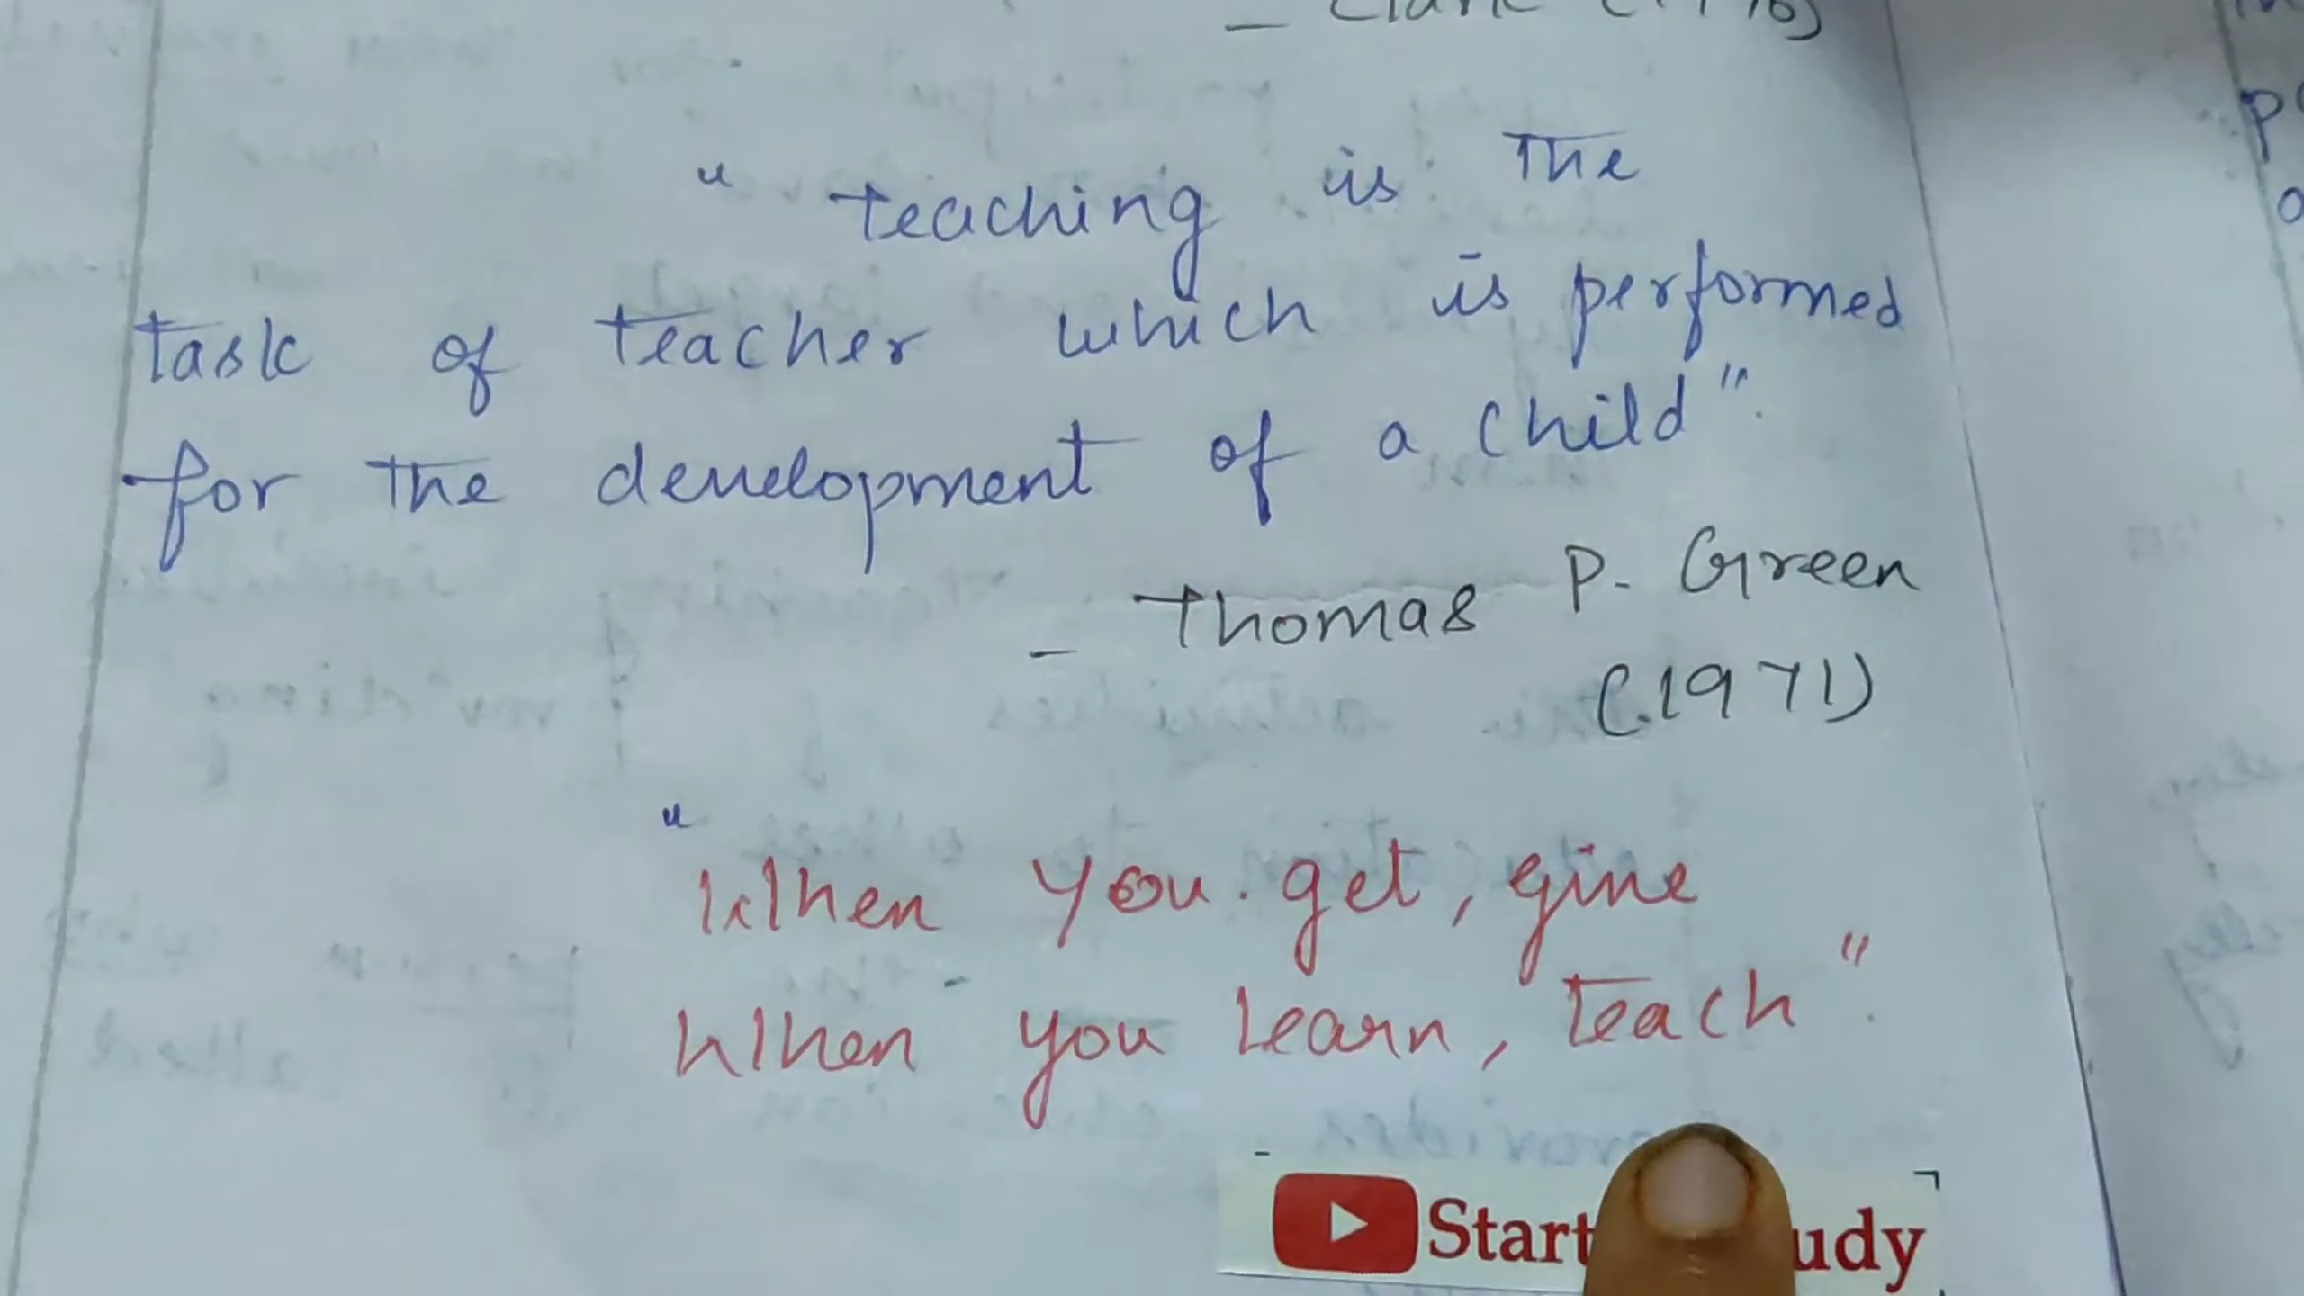 " teaching is the
task of teacher which is performed
for the development of a child".
- Thomas P. Green
(1971)
"When you get, give
When you learn, teach".
Start